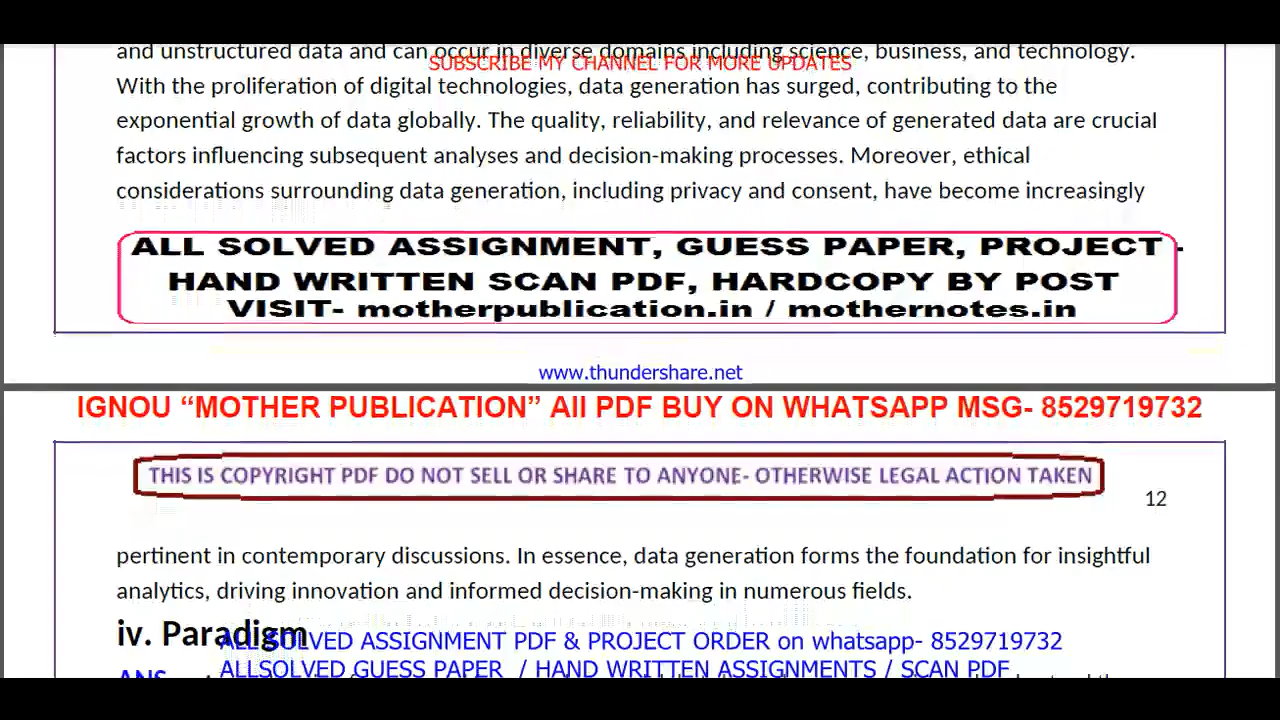 and unstructured data and can occur in diverse domains including science, business, and technology.
SUBSCRIBE MY CHANNEL FOR MORE UPDATES
With the proliferation of digital technologies, data generation has surged, contributing to the
exponential growth of data globally. The quality, reliability, and relevance of generated data are crucial
factors influencing subsequent analyses and decision-making processes. Moreover, ethical
considerations surrounding data generation, including privacy and consent, have become increasingly
ALL SOLVED ASSIGNMENT, GUESS PAPER, PROJECT -
HAND WRITTEN SCAN PDF, HARDCOPY BY POST
VISIT- motherpublication.in / mothernotes.in
www.thundershare.net
IGNOU “MOTHER PUBLICATION” All PDF BUY ON WHATSAPP MSG- 8529719732
THIS IS COPYRIGHT PDF DO NOT SELL OR SHARE TO ANYONE- OTHERWISE LEGAL ACTION TAKEN
12
pertinent in contemporary discussions. In essence, data generation forms the foundation for insightful
analytics, driving innovation and informed decision-making in numerous fields.
iv. Paradigm
ALL SOLVED ASSIGNMENT PDF & PROJECT ORDER on whatsapp- 8529719732
ALLSOLVED GUESS PAPER / HAND WRITTEN ASSIGNMENTS / SCAN PDF
ANS